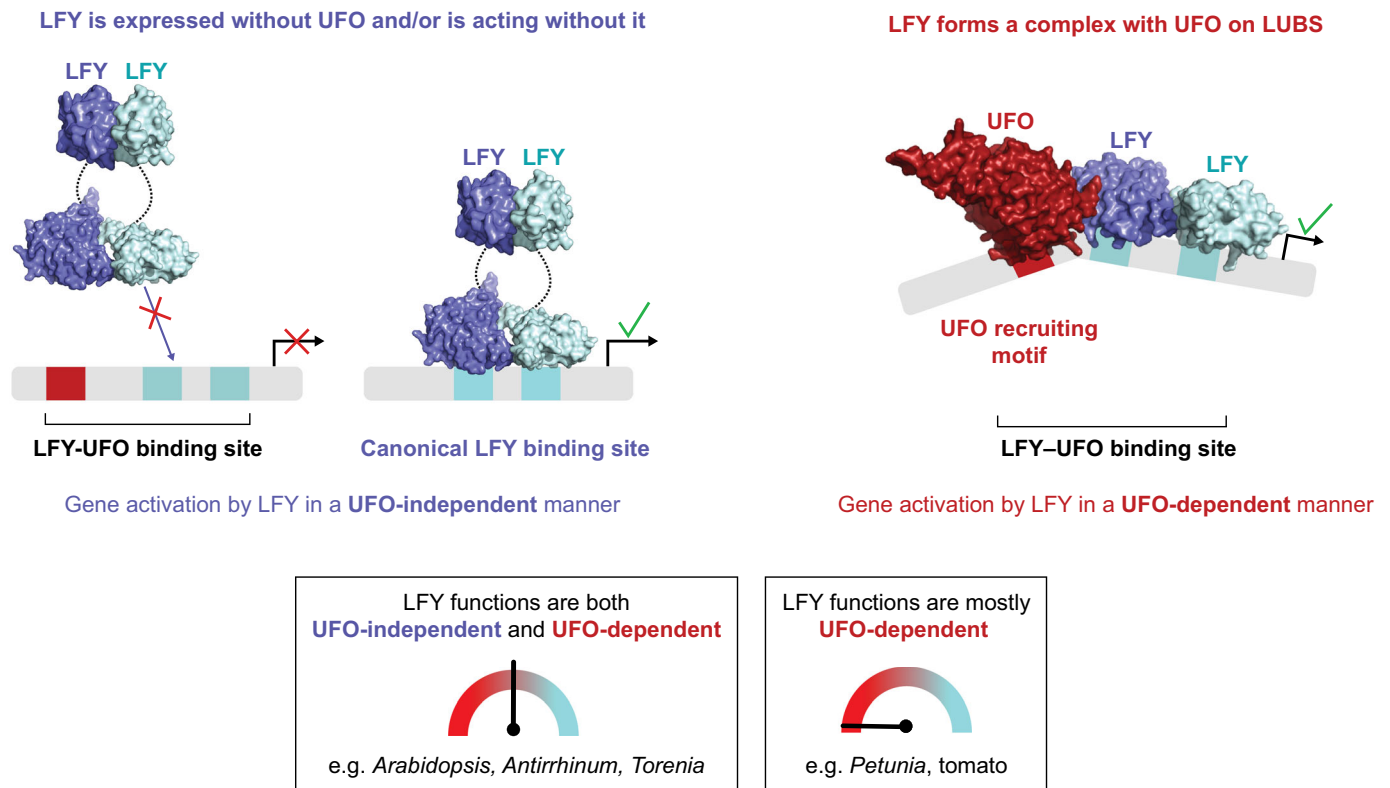 LFY is expressed without UFO and/or is acting without it
LFY LFY
LFY LFY
LFY-UFO binding site
Canonical LFY binding site
Gene activation by LFY in a UFO-independent manner
LFY forms a complex with UFO on LUBS
UFO
LFY
LFY
UFO recruiting
motif
LFY–UFO binding site
Gene activation by LFY in a UFO-dependent manner
LFY functions are both
UFO-independent and UFO-dependent
e.g. Arabidopsis, Antirrhinum, Torenia
LFY functions are mostly
UFO-dependent
e.g. Petunia, tomato